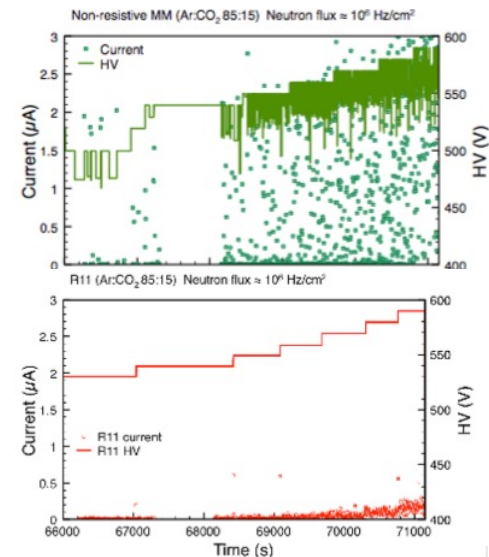 Non-resistive MM (Ar:CO₂ 85:15) Neutron flux ≈ 10⁶ Hz/cm²
3
2.5
2
1.5
1
0.5
0
Current (μA)
Current
HV
600
550
500
450
400
HV (V)
R11 (Ar:CO₂ 85:15) Neutron flux ≈ 10⁶ Hz/cm²
3
2.5
2
1.5
1
0.5
0
Current (μA)
R11 current
R11 HV
600
550
500
450
400
HV (V)
66000 67000 68000 69000 70000 71000
Time (s)